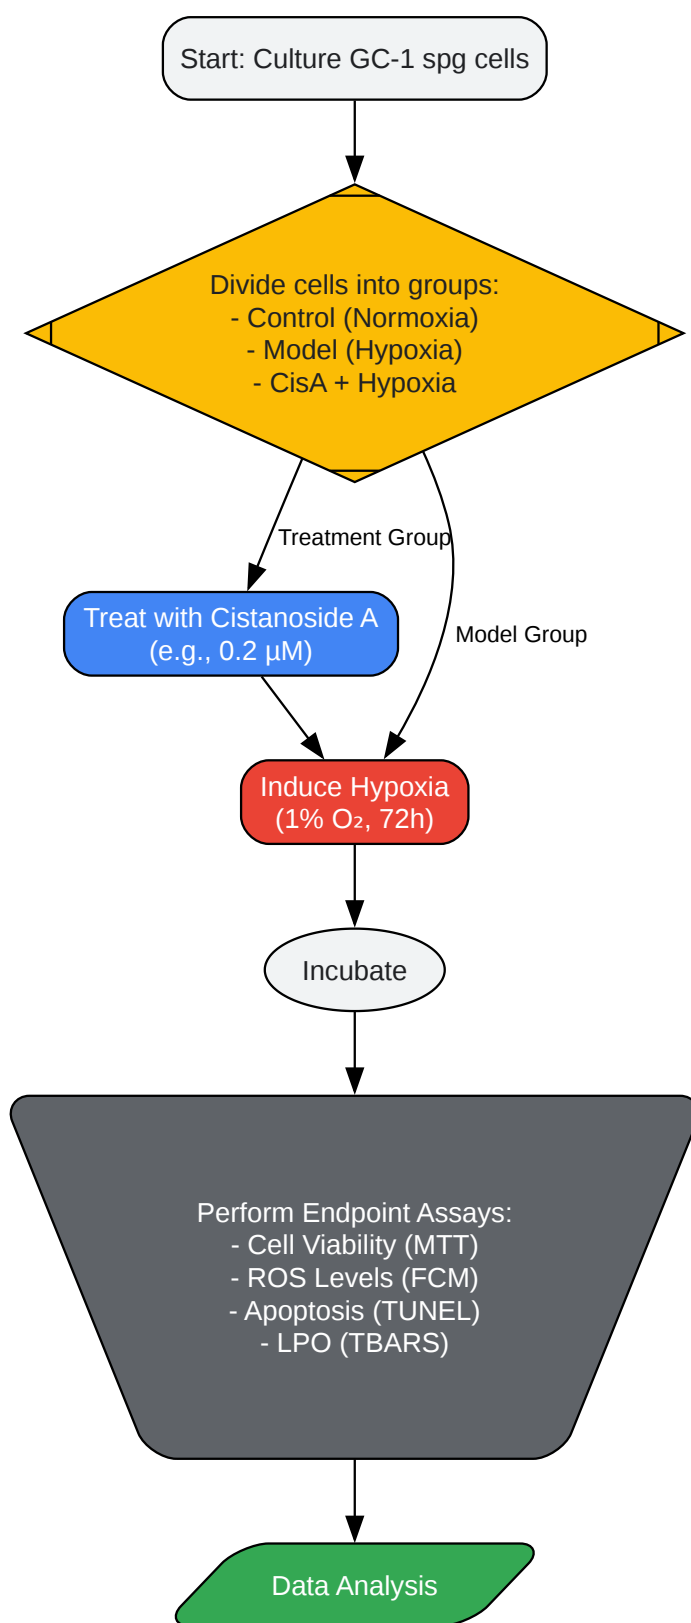 Start: Culture GC-1 spg cells
Divide cells into groups:
- Control (Normoxia)
- Model (Hypoxia)
- CisA + Hypoxia
Treatment Group
Treat with Cistanoside A
(e.g., 0.2 µM)
Model Group
Induce Hypoxia
(1% O₂, 72h)
Incubate
Perform Endpoint Assays:
- Cell Viability (MTT)
- ROS Levels (FCM)
- Apoptosis (TUNEL)
- LPO (TBARS)
Data Analysis